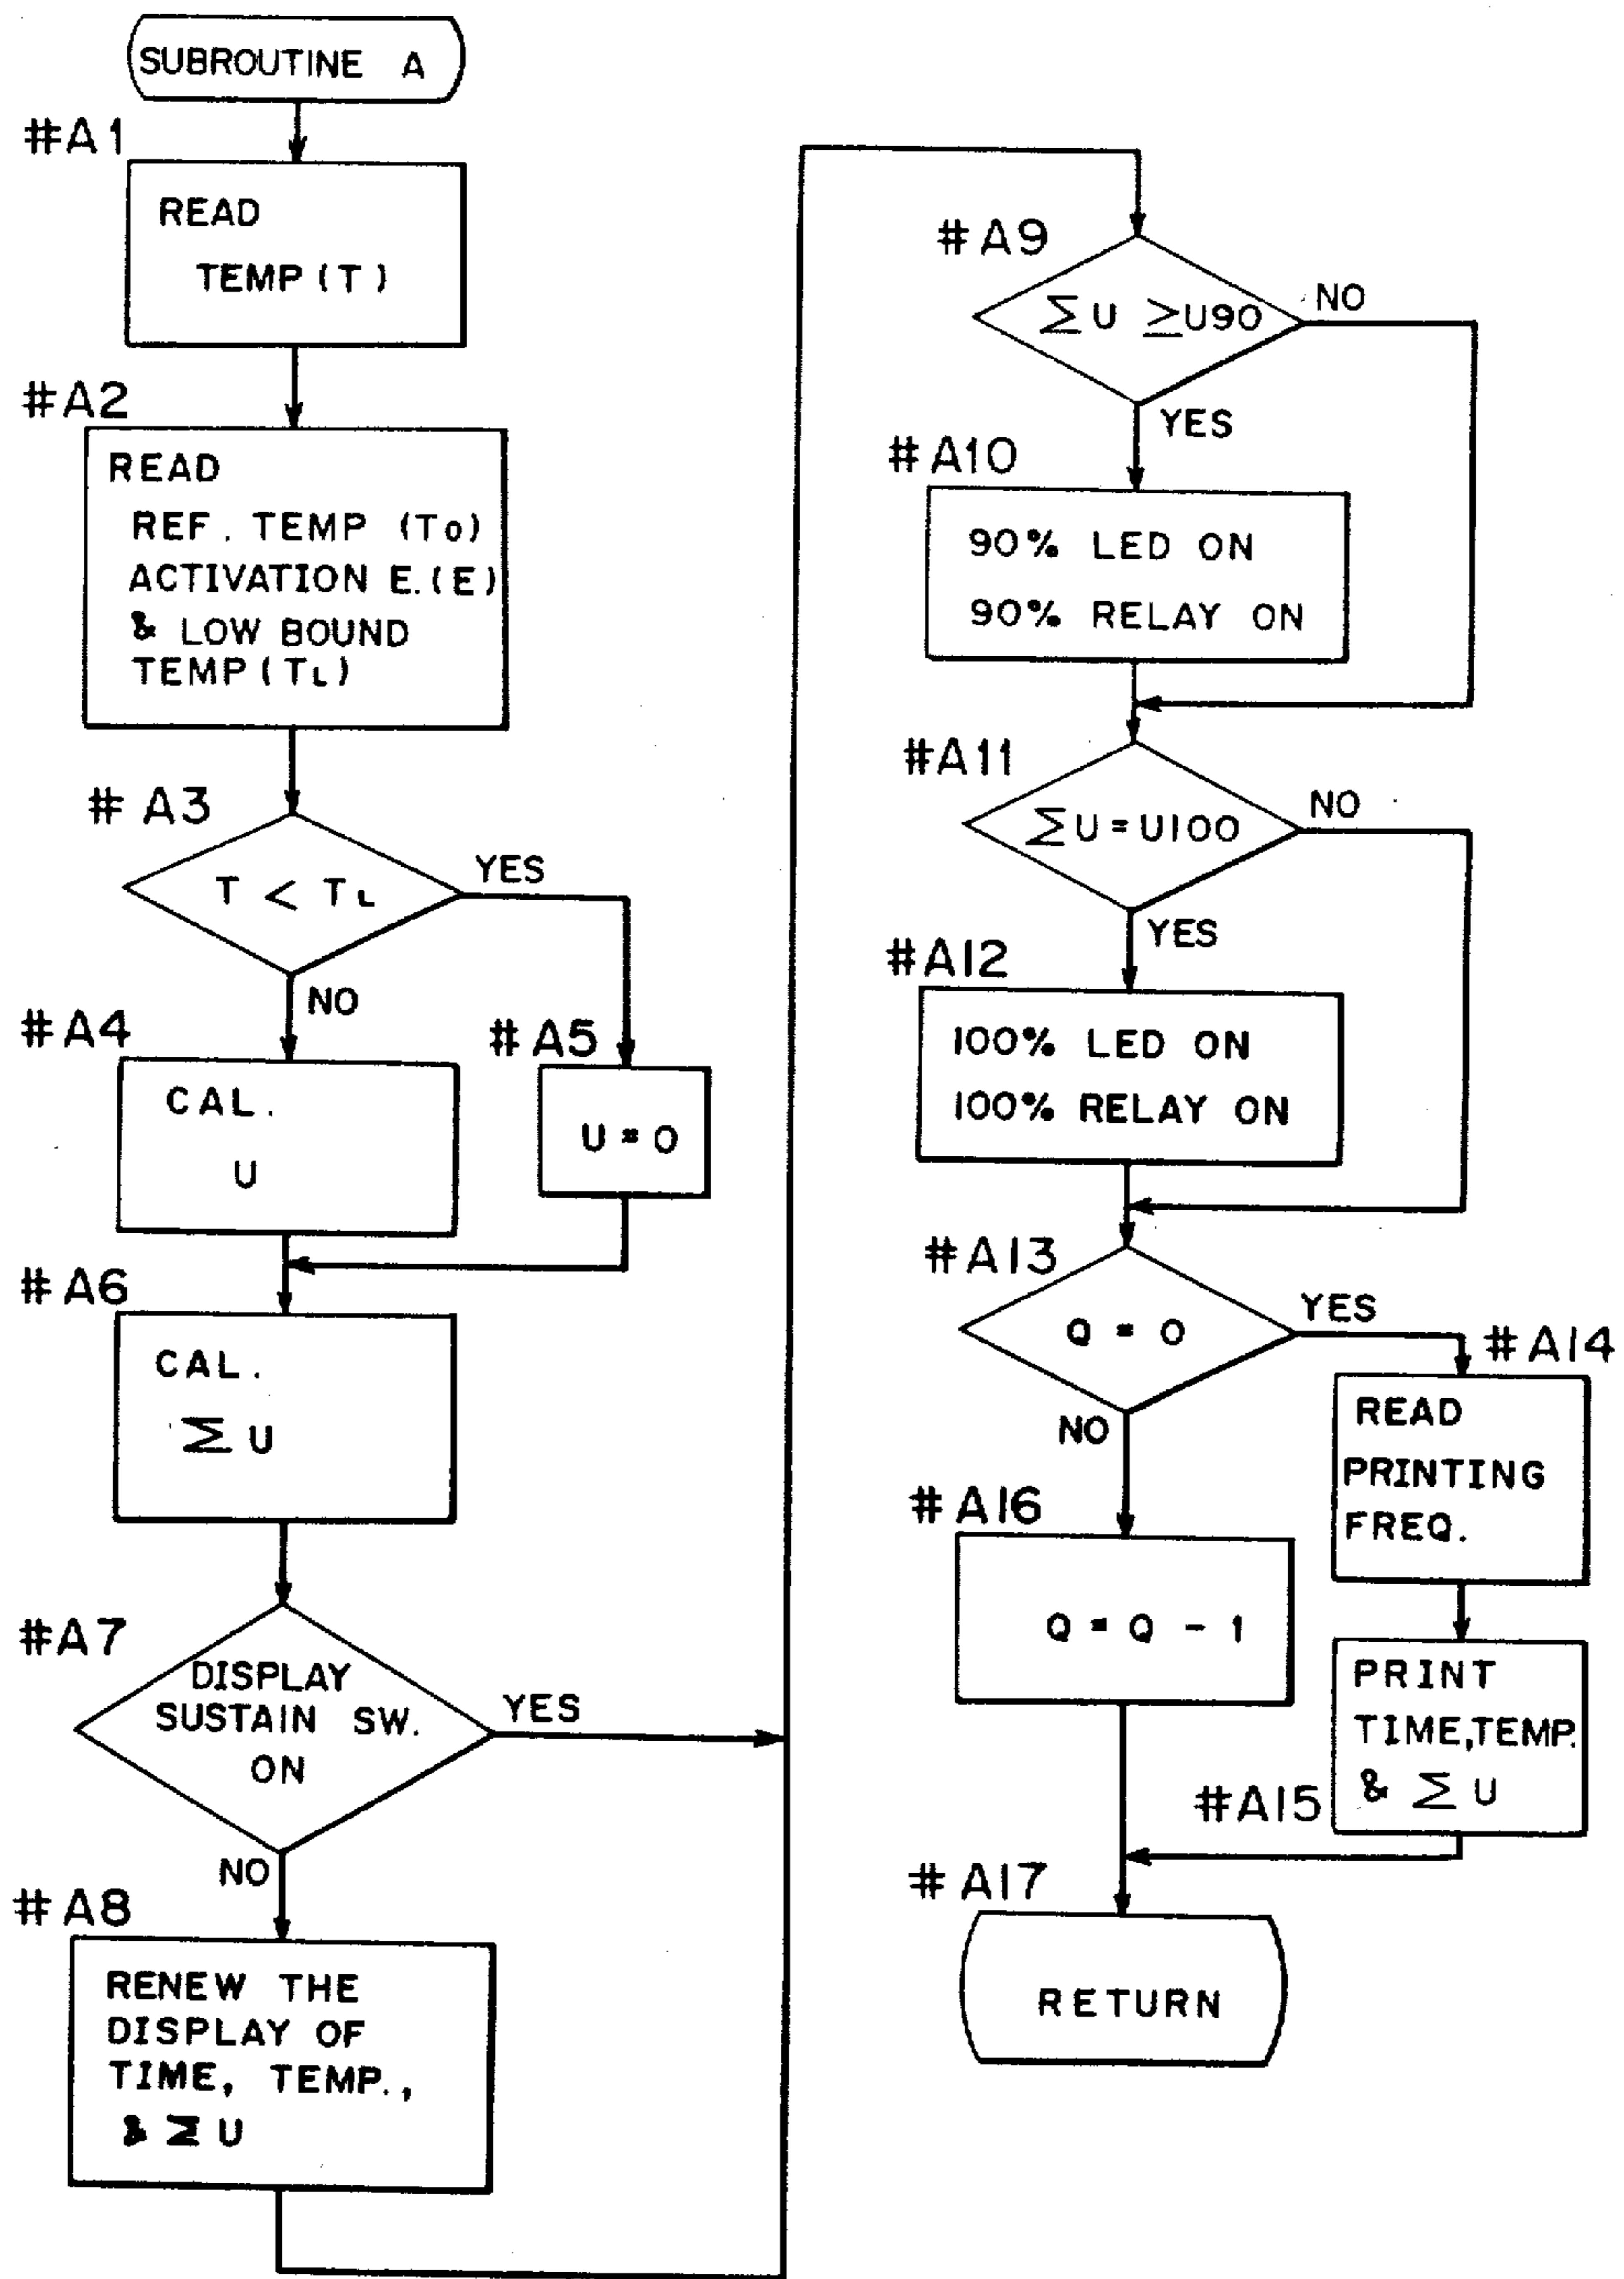 SUBROUTINE A
#A1
READ
TEMP(T)
#A2
READ
REF. TEMP (To)
ACTIVATION E.(E)
& LOW BOUND
TEMP(TL)
# A3
T < TL
YES
NO
#A4
CAL.
U
# A5
U = 0
#A6
CAL.
Σ U
#A7
DISPLAY
SUSTAIN SW.
ON
YES
NO
#A8
RENEW THE
DISPLAY OF
TIME, TEMP.,
& Σ U
#A9
Σ U ≥U90
NO
YES
#A10
90% LED ON
90% RELAY ON
#A11
ΣU=U100
NO
YES
#A12
100% LED ON
100% RELAY ON
#A13
Q = 0
YES
NO
#A14
READ
PRINTING
FREQ.
#A15
PRINT
TIME,TEMP.
& Σ U
#A16
Q = Q - 1
# A17
RETURN